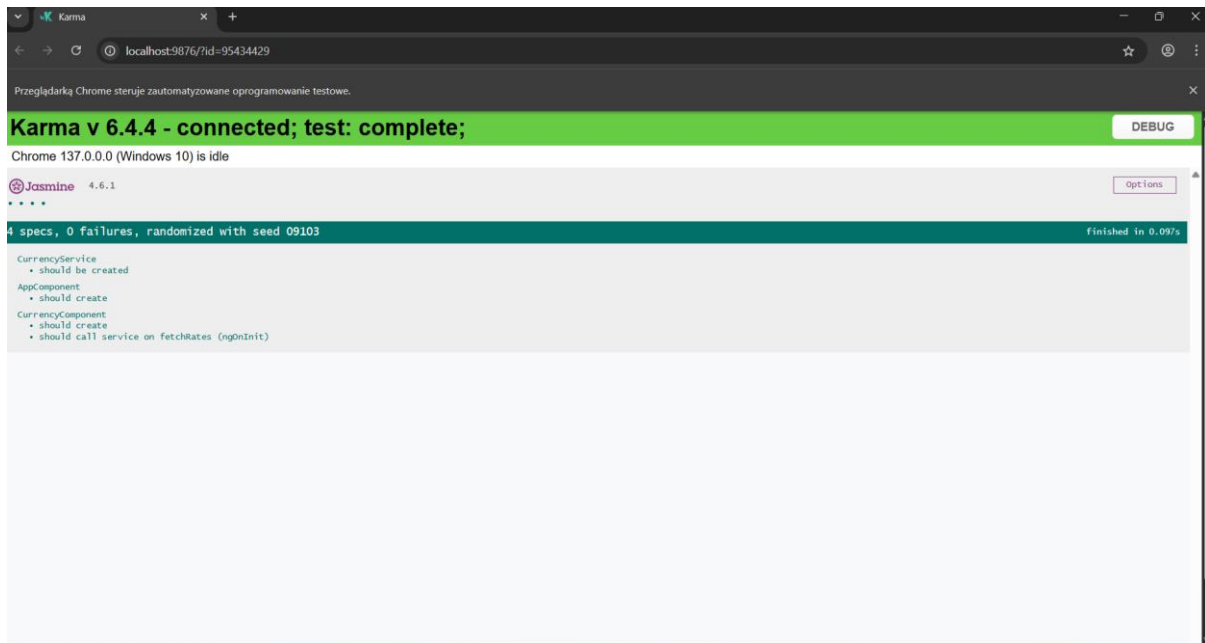 Karma
localhost:9876/?id=95434429
Przeglądarką Chrome steruje zautomatyzowane oprogramowanie testowe.
Karma v 6.4.4 - connected; test: complete;
DEBUG
Chrome 137.0.0.0 (Windows 10) is idle
Jasmine 4.6.1
Options
4 specs, 0 failures, randomized with seed 09103
finished in 0.097s
CurrencyService
• should be created
AppComponent
• should create
CurrencyComponent
• should create
• should call service on fetchRates (ngOnInit)